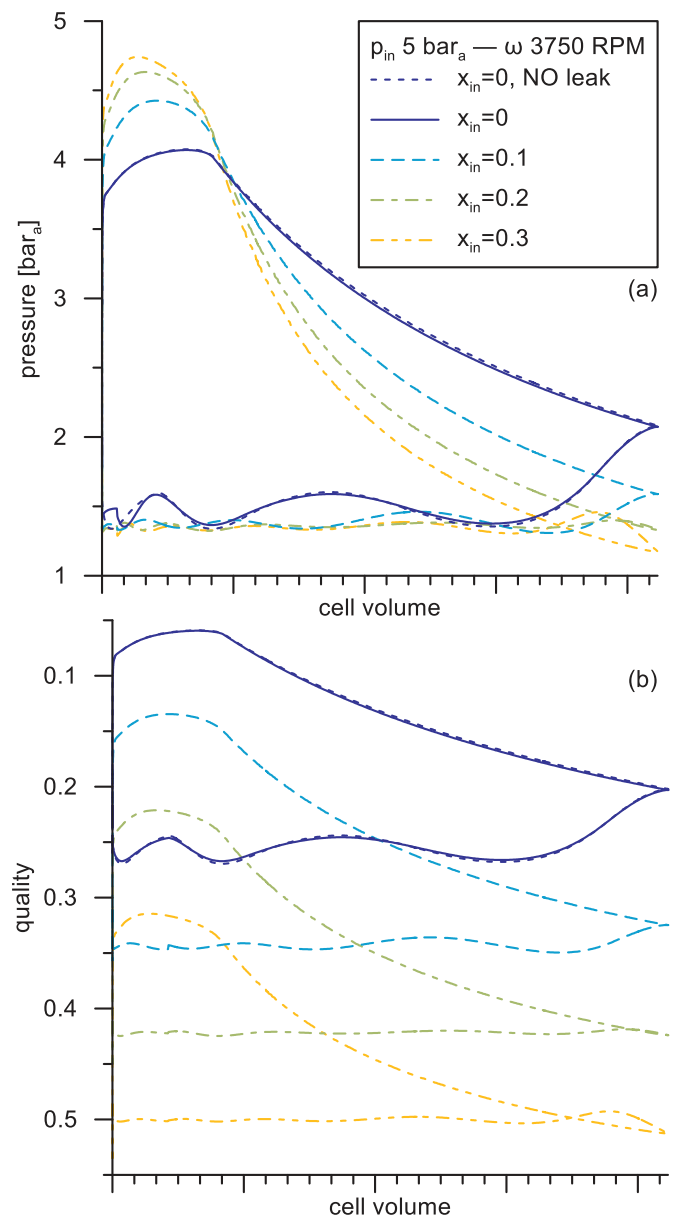 5
p_in 5 bar_a — ω 3750 RPM
x_in=0, NO leak
x_in=0
x_in=0.1
x_in=0.2
x_in=0.3
4
3
2
1
pressure [bar_a]
(a)
cell volume
0.1
0.2
0.3
0.4
0.5
quality
(b)
cell volume